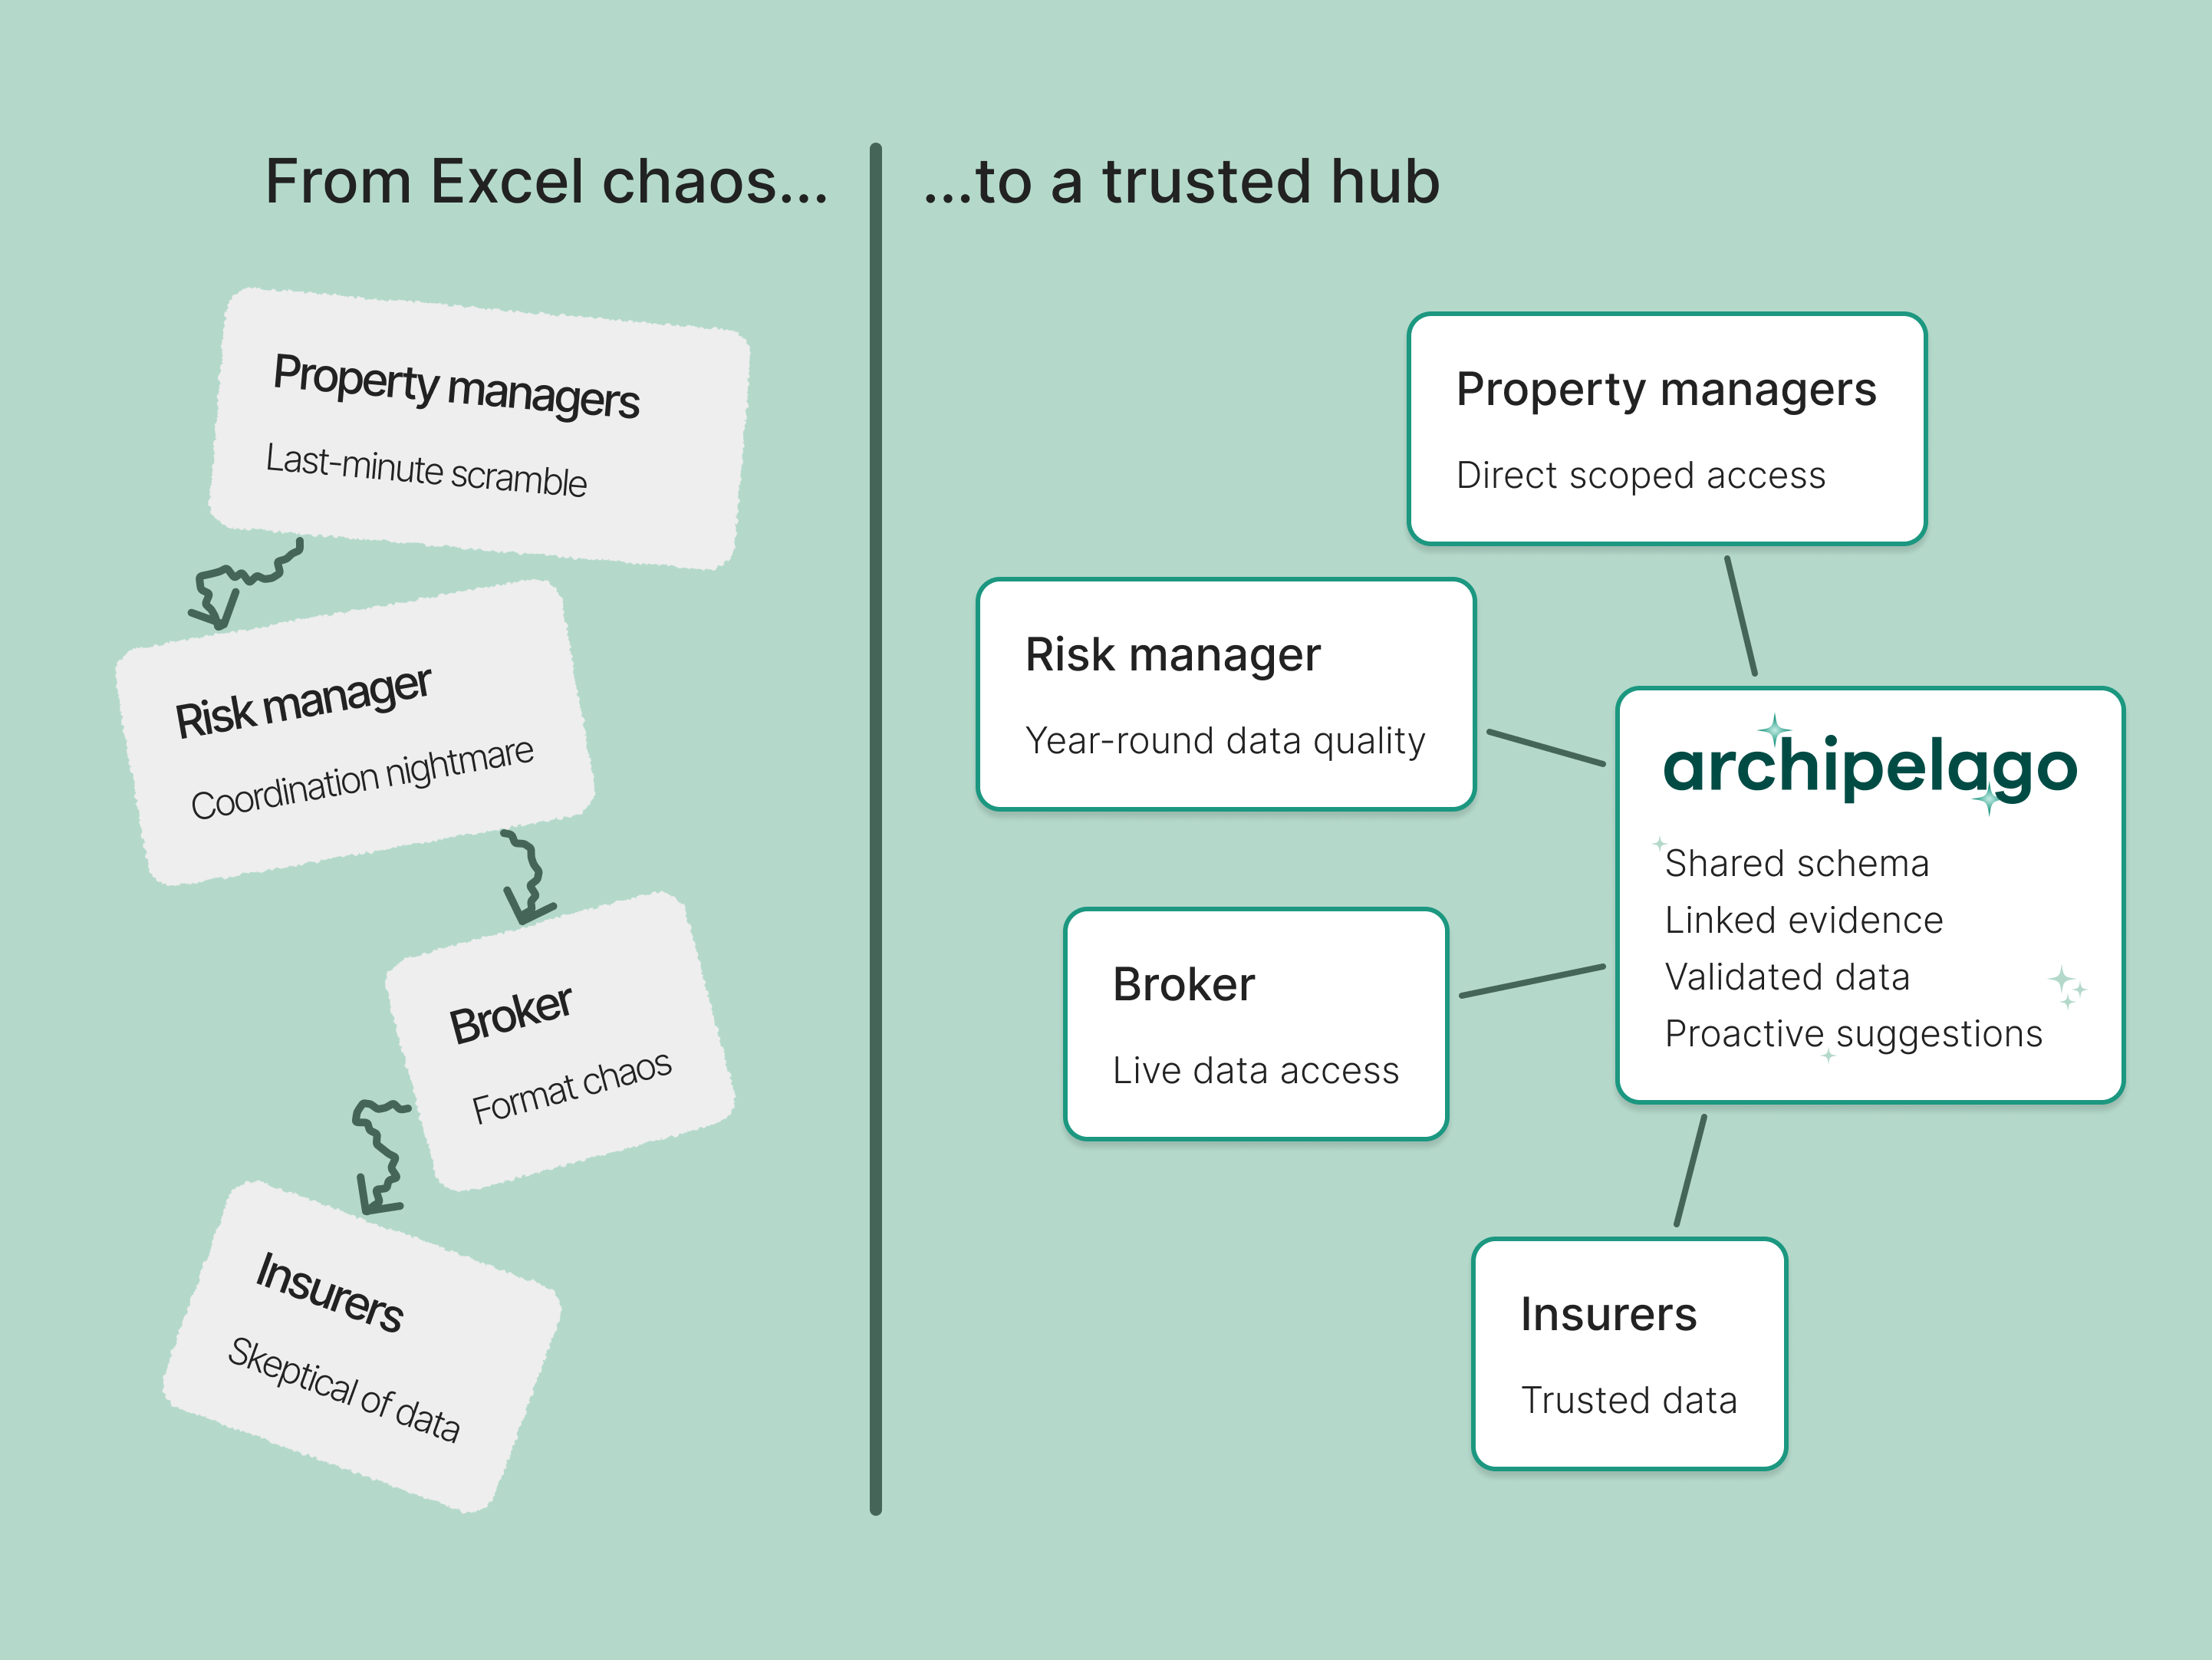 From Excel chaos...
Property managers
Last-minute scramble
Risk manager
Coordination nightmare
Broker
Format chaos
Insurers
Skeptical of data
...to a trusted hub
Property managers
Direct scoped access
Risk manager
Year-round data quality
archipelago
Shared schema
Linked evidence
Validated data
Proactive suggestions
Broker
Live data access
Insurers
Trusted data